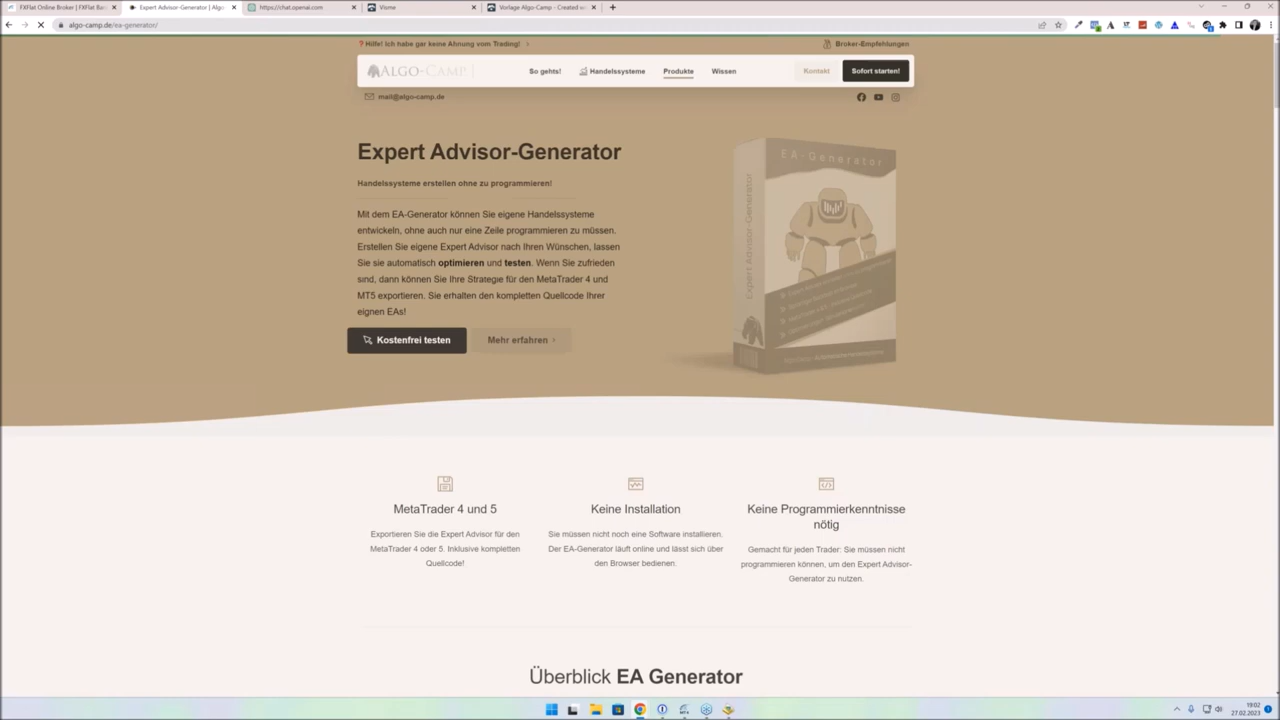 FXFlat Online Broker | FXFlat Ban
Expert Advisor-Generator | Algo
https://chat.openai.com
Visme
Vorlage Algo-Camp - Created w
algo-camp.de/ea-generator/
Hilfe! Ich habe gar keine Ahnung vom Trading!
Broker-Empfehlungen
ALGO-CAMP
So gehts!
Handelssysteme
Produkte
Wissen
Kontakt
Sofort starten!
mail@algo-camp.de
Expert Advisor-Generator
Handelssysteme erstellen ohne zu programmieren!
Mit dem EA-Generator können Sie eigene Handelssysteme
entwickeln, ohne auch nur eine Zeile programmieren zu müssen.
Erstellen Sie eigene Expert Advisor nach Ihren Wünschen, lassen
Sie sie automatisch optimieren und testen. Wenn Sie zufrieden
sind, dann können Sie Ihre Strategie für den MetaTrader 4 und
MT5 exportieren. Sie erhalten den kompletten Quellcode Ihrer
eignen EAs!
Kostenfrei testen
Mehr erfahren
EA-Generator
Expert Advisor-Generator
MetaTrader 4 und 5
Exportieren Sie die Expert Advisor für den
MetaTrader 4 oder 5. Inklusive kompletten
Quellcode!
Keine Installation
Sie müssen nicht noch eine Software installieren.
Der EA-Generator läuft online und lässt sich über
den Browser bedienen.
Keine Programmierkenntnisse
nötig
Gemacht für jeden Trader: Sie müssen nicht
programmieren können, um den Expert Advisor-
Generator zu nutzen.
Überblick EA Generator
19:02
27.02.2023